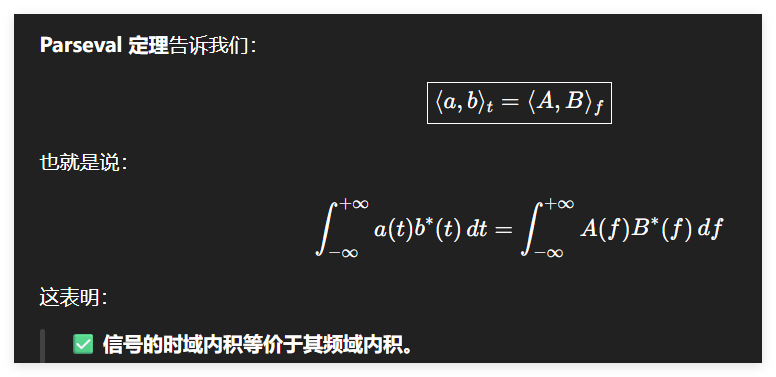 Parseval 定理告诉我们：
⟨a, b⟩ₜ = ⟨A, B⟩_f
也就是说：
∫_{−∞}^{+∞} a(t)b*(t) dt = ∫_{−∞}^{+∞} A(f)B*(f) df
这表明：
✅ 信号的时域内积等价于其频域内积。